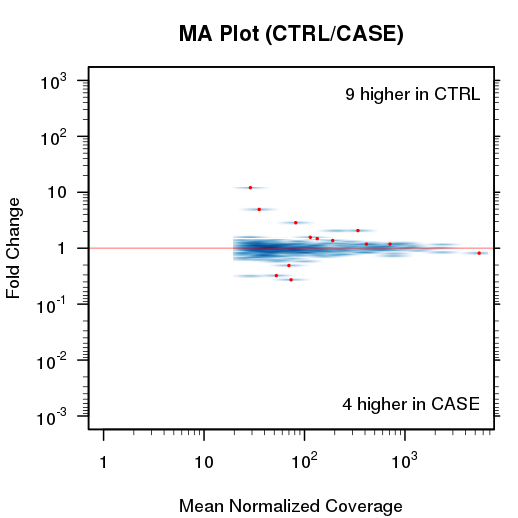 MA Plot (CTRL/CASE)
9 higher in CTRL
10³
10²
10
1
10⁻¹
10⁻²
10⁻³
Fold Change
4 higher in CASE
1
10
10²
10³
Mean Normalized Coverage